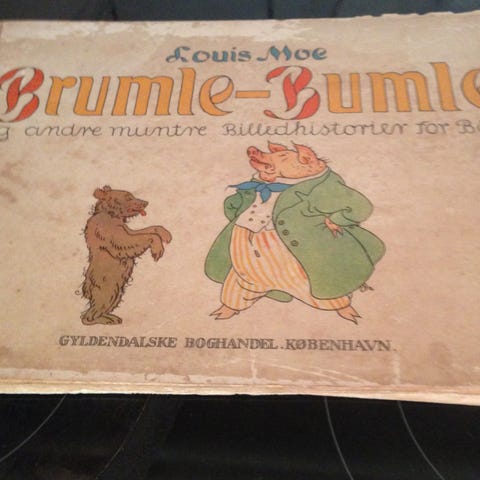 Louis Moe
Brumle-Bumle
g andre muntre Billedhistorier for B
GYLDENDALSKE BOGHANDEL.KØBENHAVN.